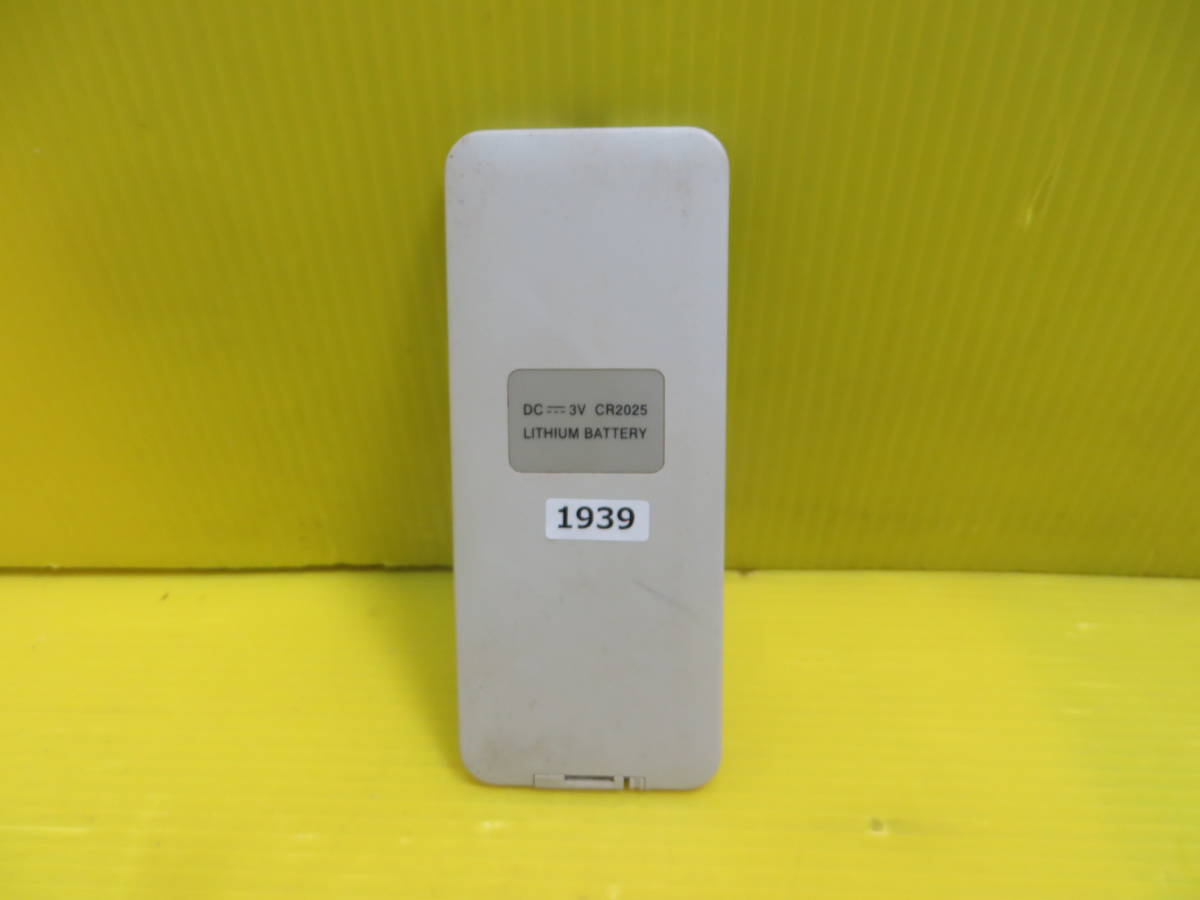 DC ⎓ 3V CR2025
LITHIUM BATTERY
1939